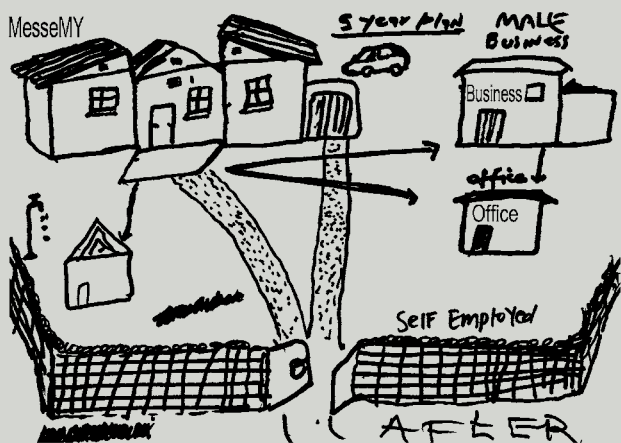 MesseMY
5 year plan
MALE
Business
Business
office
Office
Self Employed
AFTER